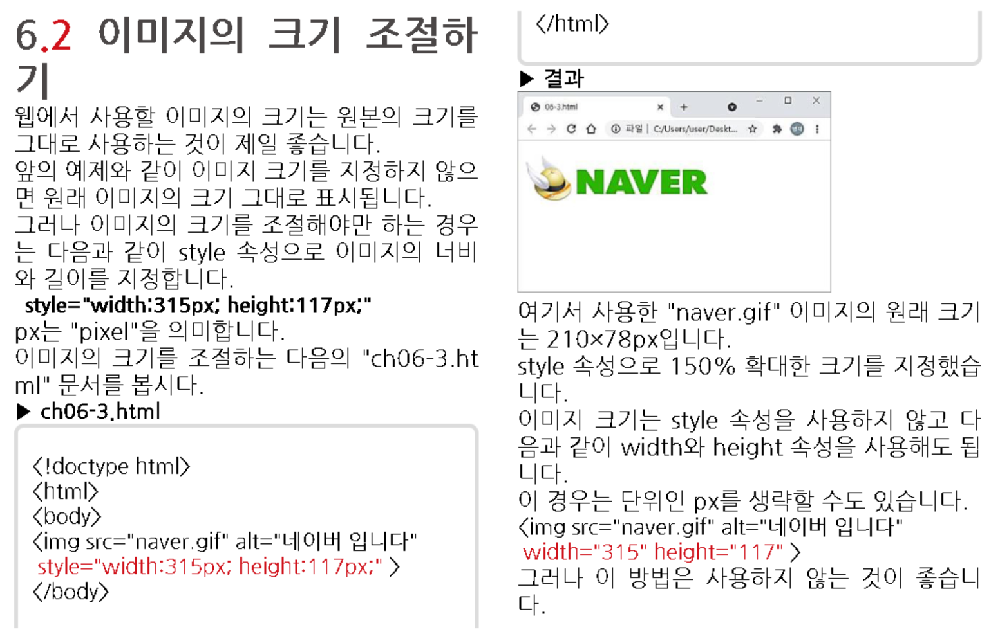 6.2 이미지의 크기 조절하
기
웹에서 사용할 이미지의 크기는 원본의 크기를
그대로 사용하는 것이 제일 좋습니다.
앞의 예제와 같이 이미지 크기를 지정하지 않으
면 원래 이미지의 크기 그대로 표시됩니다.
그러나 이미지의 크기를 조절해야만 하는 경우
는 다음과 같이 style 속성으로 이미지의 너비
와 길이를 지정합니다.
style="width:315px; height:117px;"
px는 "pixel"을 의미합니다.
이미지의 크기를 조절하는 다음의 "ch06-3.ht
ml" 문서를 봅시다.
▶ ch06-3.html
<!doctype html>
<html>
<body>
<img src="naver.gif" alt="네이버 입니다"
style="width:315px; height:117px;" >
</body>
</html>
▶ 결과
06-3.html
파일 | C:/Users/user/Deskt...
NAVER
여기서 사용한 "naver.gif" 이미지의 원래 크기
는 210×78px입니다.
style 속성으로 150% 확대한 크기를 지정했습
니다.
이미지 크기는 style 속성을 사용하지 않고 다
음과 같이 width와 height 속성을 사용해도 됩
니다.
이 경우는 단위인 px를 생략할 수도 있습니다.
<img src="naver.gif" alt="네이버 입니다"
width="315" height="117" >
그러나 이 방법은 사용하지 않는 것이 좋습니
다.